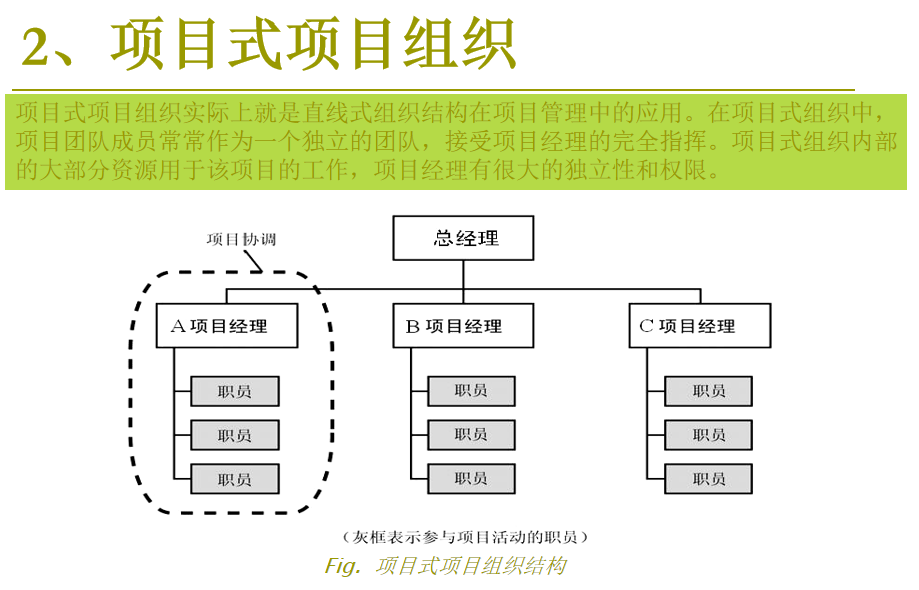 2、项目式项目组织
项目式项目组织实际上就是直线式组织结构在项目管理中的应用。在项目式组织中，
项目团队成员常常作为一个独立的团队，接受项目经理的完全指挥。项目式组织内部
的大部分资源用于该项目的工作，项目经理有很大的独立性和权限。
项目协调
总经理
A 项目经理
B 项目经理
C 项目经理
职员
职员
职员
职员
职员
职员
职员
职员
职员
（灰框表示参与项目活动的职员）
Fig. 项目式项目组织结构